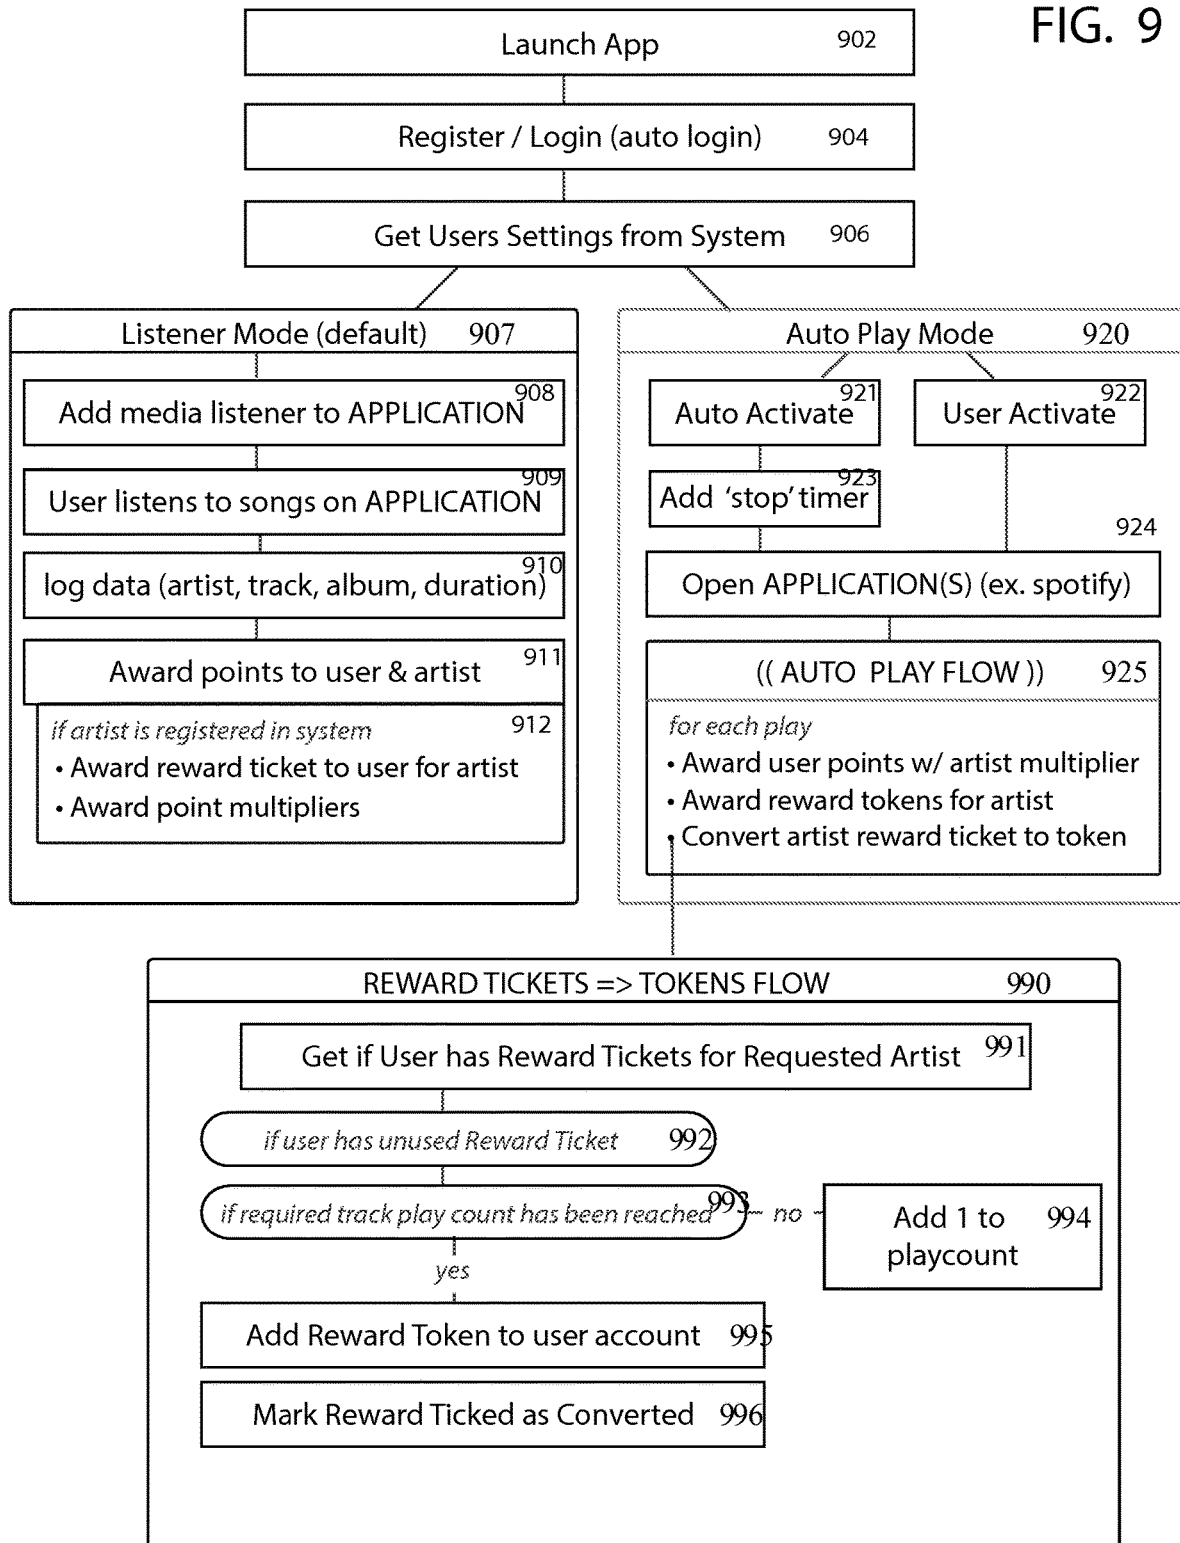 FIG. 9
Launch App 902
Register / Login (auto login) 904
Get Users Settings from System 906
Listener Mode (default) 907
Add media listener to APPLICATION 908
User listens to songs on APPLICATION 909
log data (artist, track, album, duration) 910
Award points to user & artist 911
if artist is registered in system 912
• Award reward ticket to user for artist
• Award point multipliers
Auto Play Mode 920
Auto Activate 921
User Activate 922
Add 'stop' timer 923
924
Open APPLICATION(S) (ex. spotify)
(( AUTO PLAY FLOW )) 925
for each play
• Award user points w/ artist multiplier
• Award reward tokens for artist
• Convert artist reward ticket to token
REWARD TICKETS => TOKENS FLOW 990
Get if User has Reward Tickets for Requested Artist 991
if user has unused Reward Ticket 992
if required track play count has been reached 993
no
Add 1 to 994
playcount
yes
Add Reward Token to user account 995
Mark Reward Ticked as Converted 996